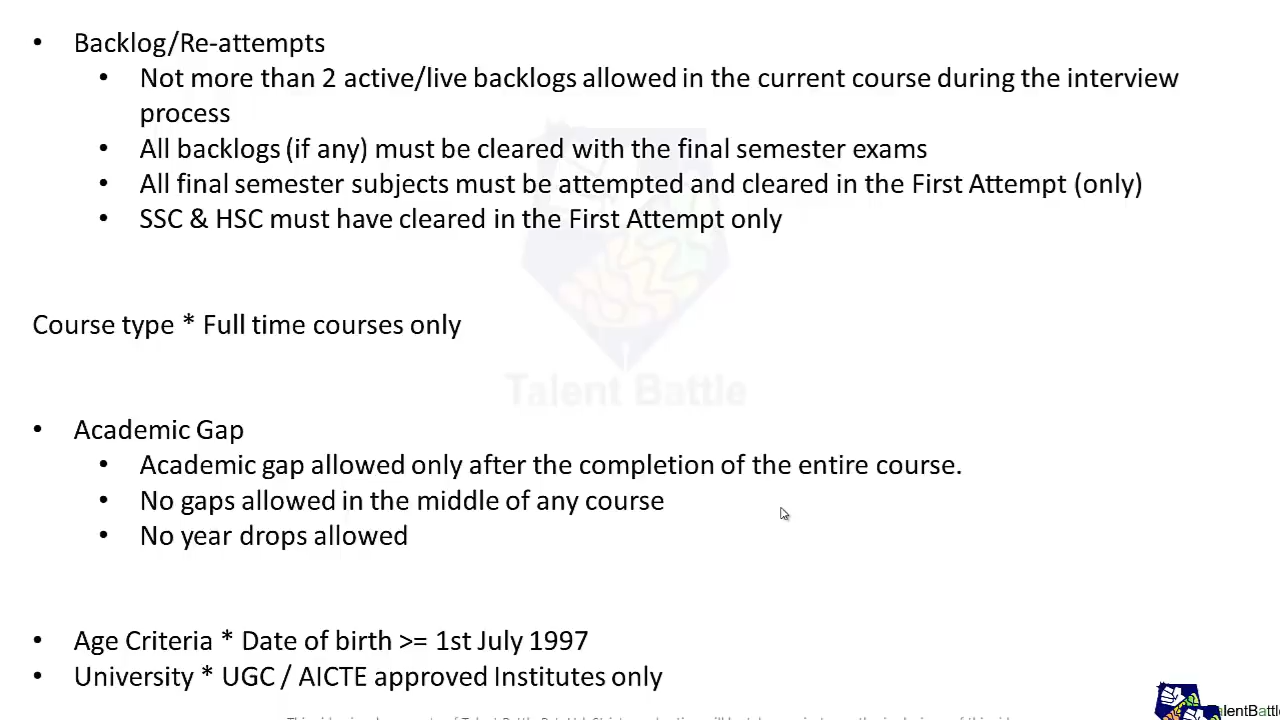 • Backlog/Re-attempts
• Not more than 2 active/live backlogs allowed in the current course during the interview
process
• All backlogs (if any) must be cleared with the final semester exams
• All final semester subjects must be attempted and cleared in the First Attempt (only)
• SSC & HSC must have cleared in the First Attempt only
Course type * Full time courses only
Talent Battle
• Academic Gap
• Academic gap allowed only after the completion of the entire course.
• No gaps allowed in the middle of any course
• No year drops allowed
• Age Criteria * Date of birth >= 1st July 1997
• University * UGC / AICTE approved Institutes only
TalentBattl